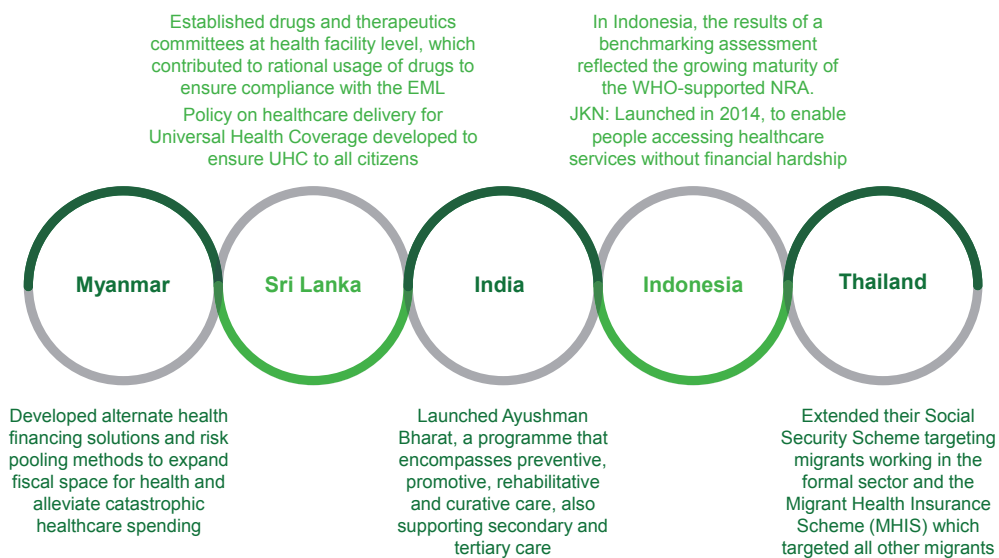 Established drugs and therapeutics
committees at health facility level, which
contributed to rational usage of drugs to
ensure compliance with the EML
Policy on healthcare delivery for
Universal Health Coverage developed to
ensure UHC to all citizens
In Indonesia, the results of a
benchmarking assessment
reflected the growing maturity of
the WHO-supported NRA.
JKN: Launched in 2014, to enable
people accessing healthcare
services without financial hardship
Myanmar
Sri Lanka
India
Indonesia
Thailand
Developed alternate health
financing solutions and risk
pooling methods to expand
fiscal space for health and
alleviate catastrophic
healthcare spending
Launched Ayushman
Bharat, a programme that
encompasses preventive,
promotive, rehabilitative
and curative care, also
supporting secondary and
tertiary care
Extended their Social
Security Scheme targeting
migrants working in the
formal sector and the
Migrant Health Insurance
Scheme (MHIS) which
targeted all other migrants